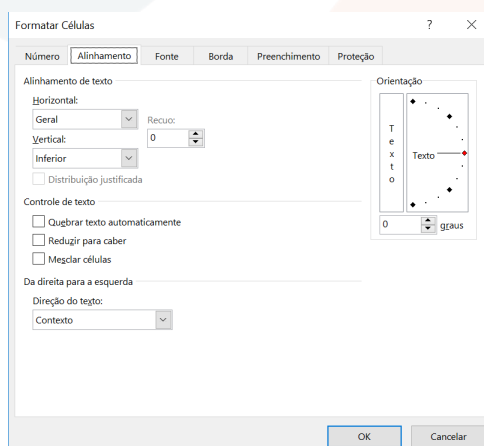 Formatar Células ? ×
Número Alinhamento Fonte Borda Preenchimento Proteção
Alinhamento de texto
Horizontal:
Geral
Recuo:
0
Vertical:
Inferior
Distribuição justificada
Controle de texto
Quebrar texto automaticamente
Reduzir para caber
Mesclar células
Da direita para a esquerda
Direção do texto:
Contexto
Orientação
Texto
Texto
0 graus
OK Cancelar